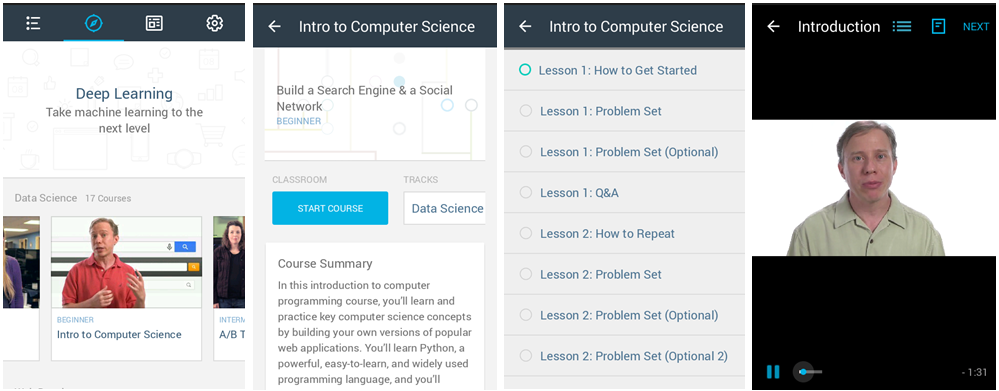 Deep Learning
Take machine learning to the
next level
Data Science 17 Courses
BEGINNER
Intro to Computer Science
INTERM
A/B T
Intro to Computer Science
Build a Search Engine & a Social
Network
BEGINNER
CLASSROOM
TRACKS
START COURSE
Data Science
Course Summary
In this introduction to computer
programming course, you'll learn and
practice key computer science concepts
by building your own versions of popular
web applications. You'll learn Python, a
powerful, easy-to-learn, and widely used
programming language, and you'll
Intro to Computer Science
Lesson 1: How to Get Started
Lesson 1: Problem Set
Lesson 1: Problem Set (Optional)
Lesson 1: Q&A
Lesson 2: How to Repeat
Lesson 2: Problem Set
Lesson 2: Problem Set (Optional)
Lesson 2: Problem Set (Optional 2)
Introduction
NEXT
- 1:31